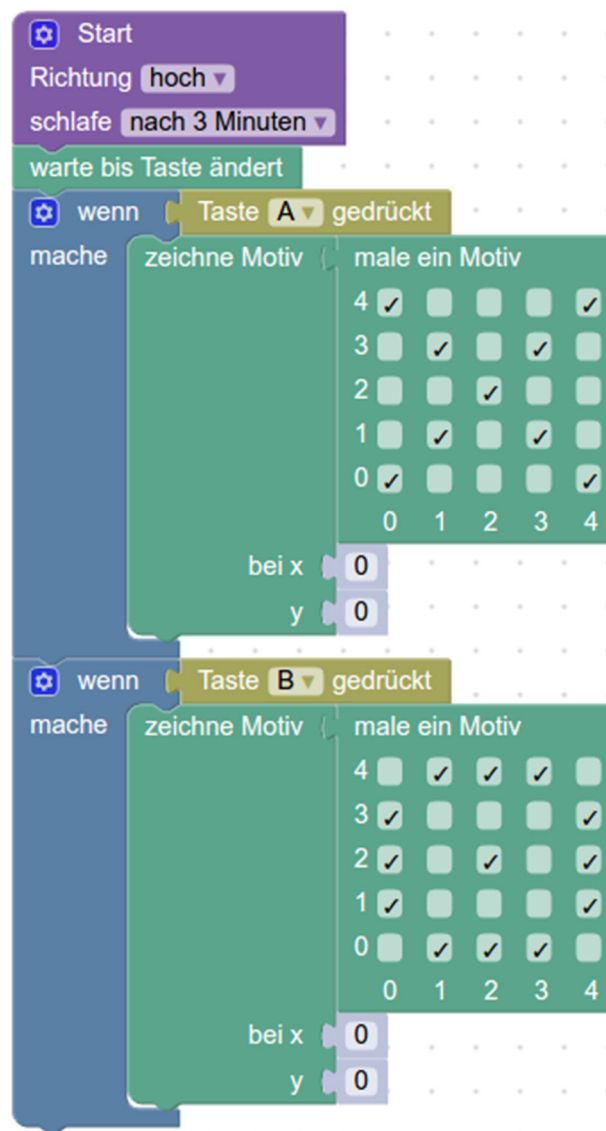 Start
Richtung hoch
schlafe nach 3 Minuten
warte bis Taste ändert
wenn Taste A gedrückt
mache zeichne Motiv male ein Motiv
4
3
2
1
0
0 1 2 3 4
bei x 0
y 0
wenn Taste B gedrückt
mache zeichne Motiv male ein Motiv
4
3
2
1
0
0 1 2 3 4
bei x 0
y 0